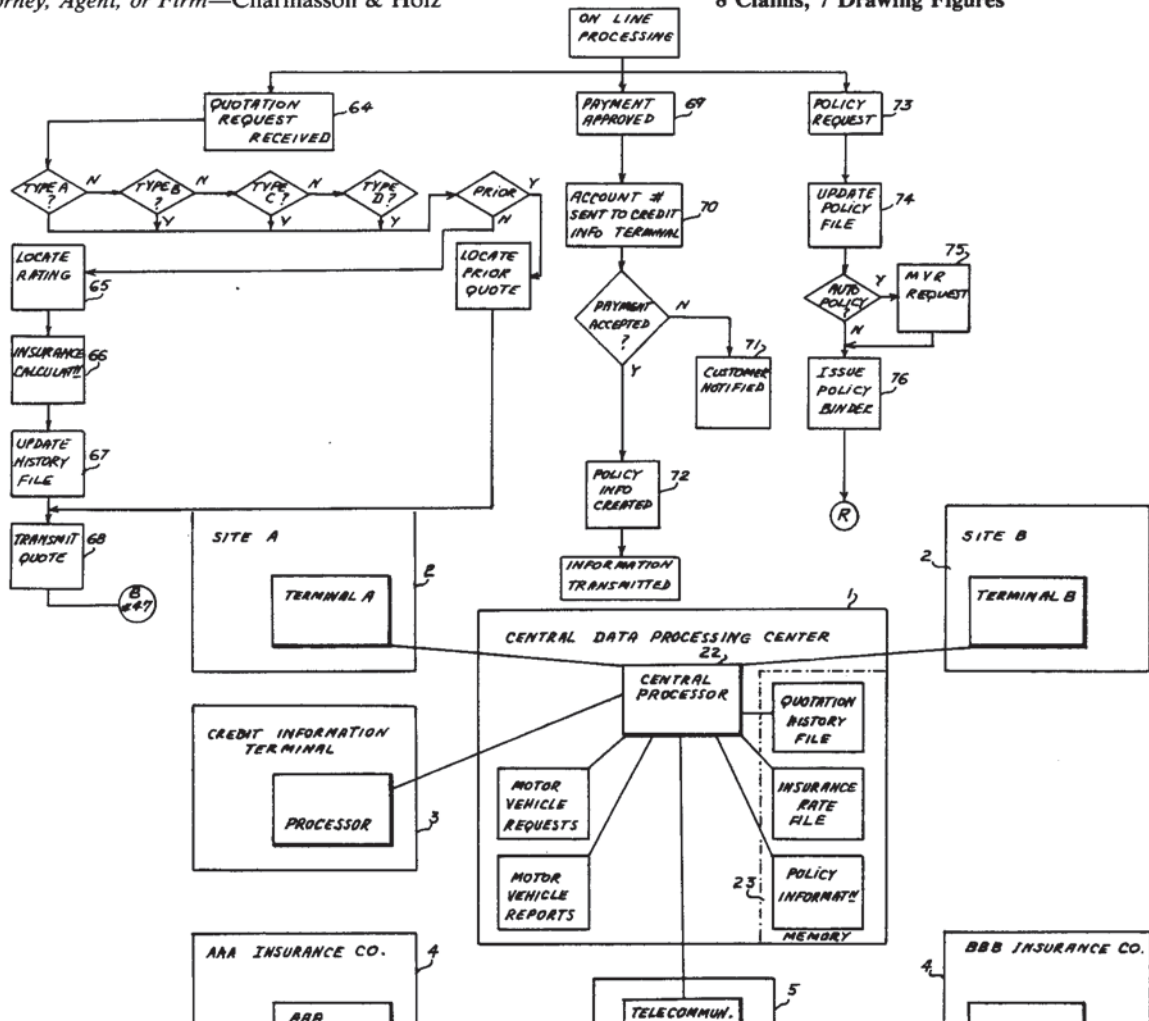 orney, Agent, or Firm—Charmasson & Holz
8 Claims, 7 Drawing Figures
ON LINE
PROCESSING
QUOTATION
REQUEST
RECEIVED
64
PAYMENT
APPROVED
69
POLICY
REQUEST
73
TYPE A
?
N
Y
TYPE B
?
N
Y
TYPE
C?
N
Y
TYPE
D?
Y
PRIOR
Y
N
ACCOUNT #
SENT TO CREDIT
INFO TERMINAL
70
UPDATE
POLICY
FILE
74
LOCATE
RATING
65
LOCATE
PRIOR
QUOTE
PAYMENT
ACCEPTED
?
N
Y
AUTO
POLICY?
Y
N
75
MVR
REQUEST
INSURANCE
CALCULAT'N
66
71
CUSTOMER
NOTIFIED
ISSUE
POLICY
BINDER
76
UPDATE
HISTORY
FILE
67
POLICY
INFO
CREATED
72
R
TRANSMIT
QUOTE
68
B
#47
INFORMATION
TRANSMITTED
SITE A
TERMINAL A
2
SITE B
2
TERMINAL B
1
CENTRAL DATA PROCESSING CENTER
22
CENTRAL
PROCESSOR
QUOTATION
HISTORY
FILE
CREDIT INFORMATION
TERMINAL
PROCESSOR
3
MOTOR
VEHICLE
REQUESTS
INSURANCE
RATE
FILE
MOTOR
VEHICLE
REPORTS
23
POLICY
INFORMAT'N
MEMORY
AAA INSURANCE CO.
4
AAA
5
TELECOMMUN.
BBB INSURANCE CO.
4